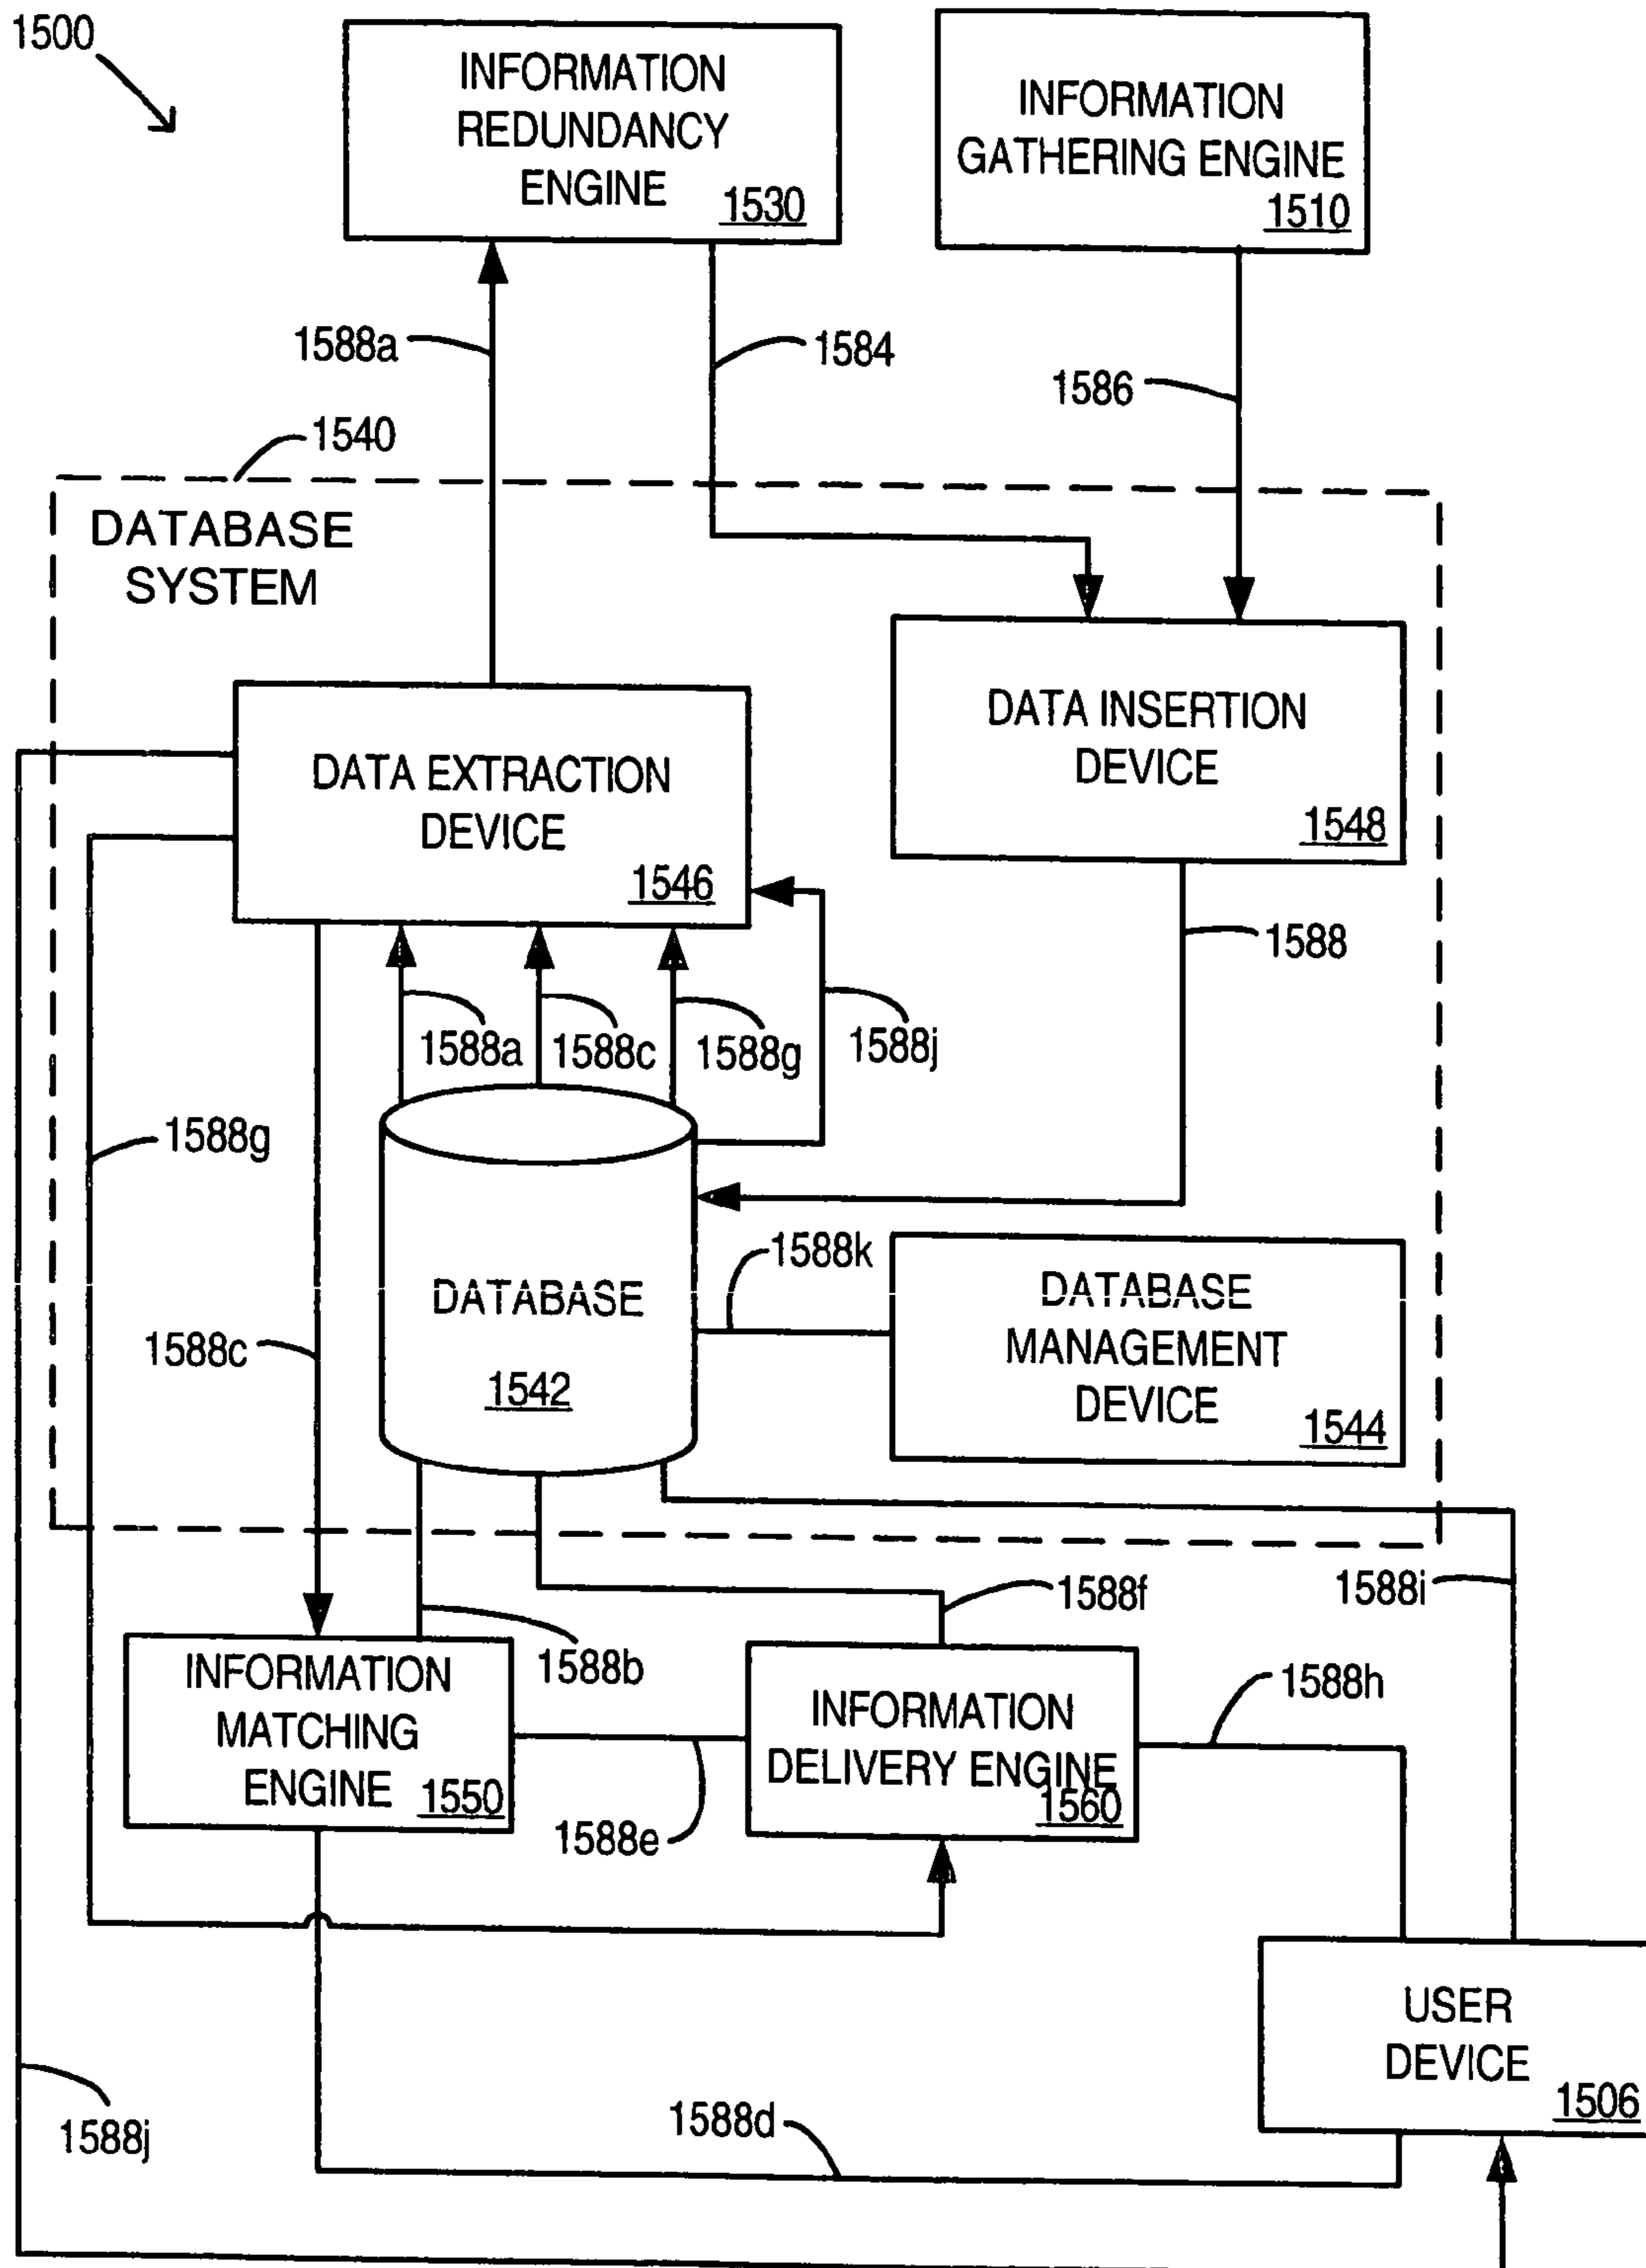 1500
INFORMATION
REDUNDANCY
ENGINE
1530
INFORMATION
GATHERING ENGINE
1510
1588a
1584
1586
1540
DATABASE
SYSTEM
DATA EXTRACTION
DEVICE
1546
DATA INSERTION
DEVICE
1548
1588
1588a
1588c
1588g
1588j
1588g
1588k
DATABASE
1542
DATABASE
MANAGEMENT
DEVICE
1544
1588c
1588f
1588i
1588b
1588h
INFORMATION
MATCHING
ENGINE
1550
INFORMATION
DELIVERY ENGINE
1560
1588e
USER
DEVICE
1506
1588j
1588d